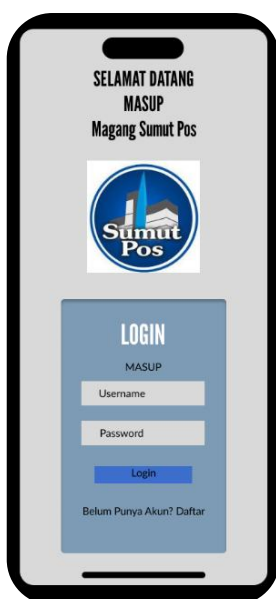 SELAMAT DATANG
MASUP
Magang Sumut Pos
Sumut
Pos
LOGIN
MASUP
Username
Password
Login
Belum Punya Akun? Daftar